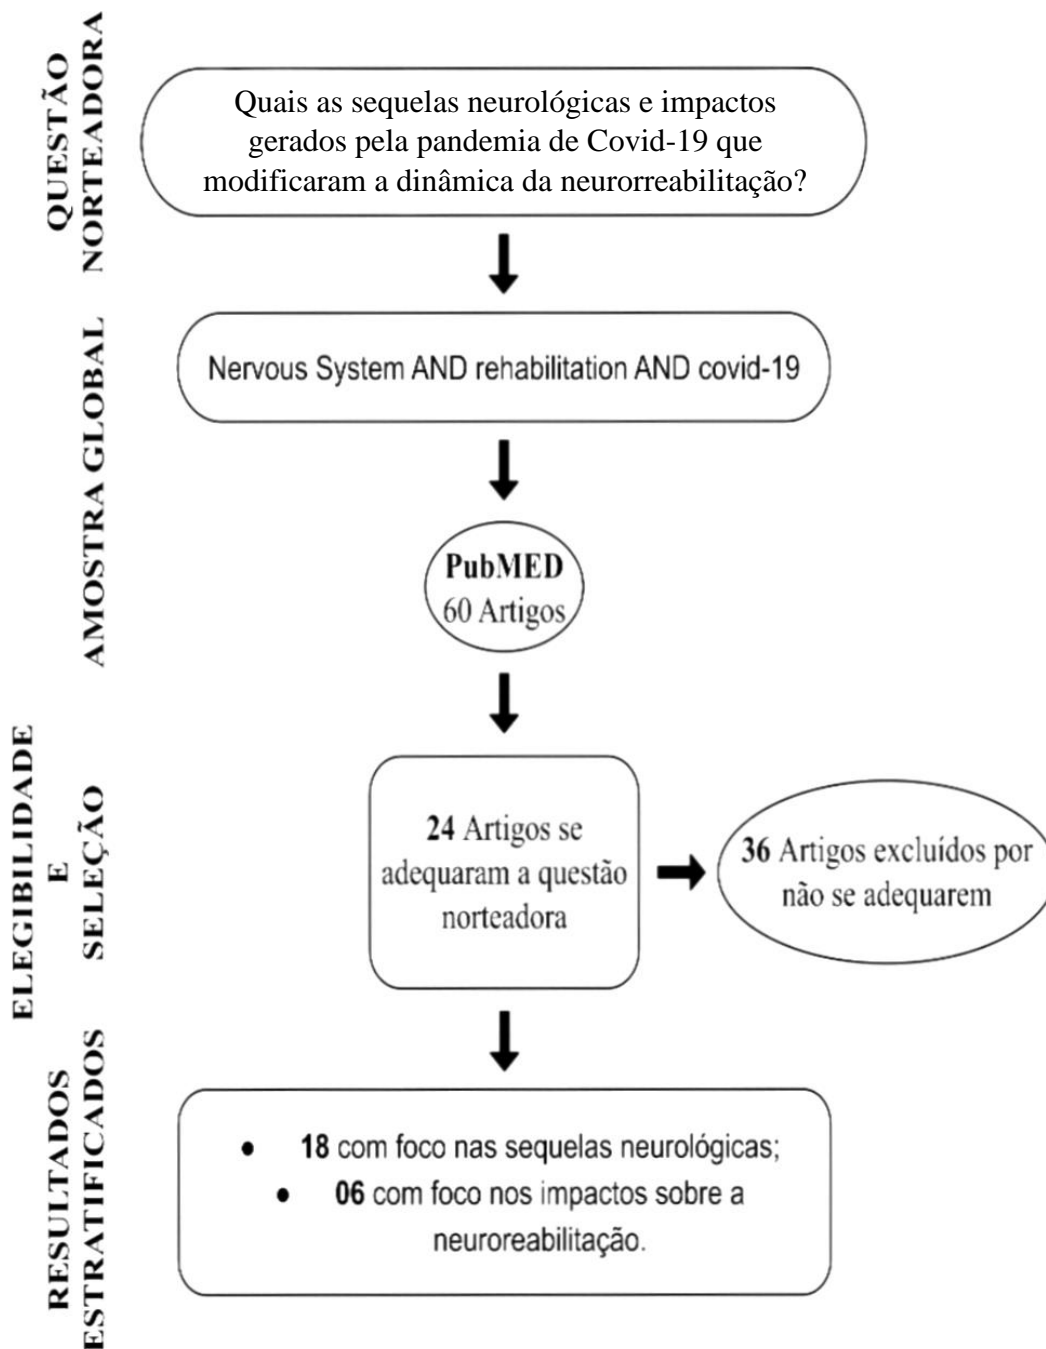 QUESTÃO
NORTEADORA
Quais as sequelas neurológicas e impactos
gerados pela pandemia de Covid-19 que
modificaram a dinâmica da neurorreabilitação?
AMOSTRA GLOBAL
Nervous System AND rehabilitation AND covid-19
PubMED
60 Artigos
ELEGIBILIDADE
E
SELEÇÃO
24 Artigos se
adequaram a questão
norteadora
36 Artigos excluídos por
não se adequarem
RESULTADOS
ESTRATIFICADOS
• 18 com foco nas sequelas neurológicas;
• 06 com foco nos impactos sobre a
neuroreabilitação.